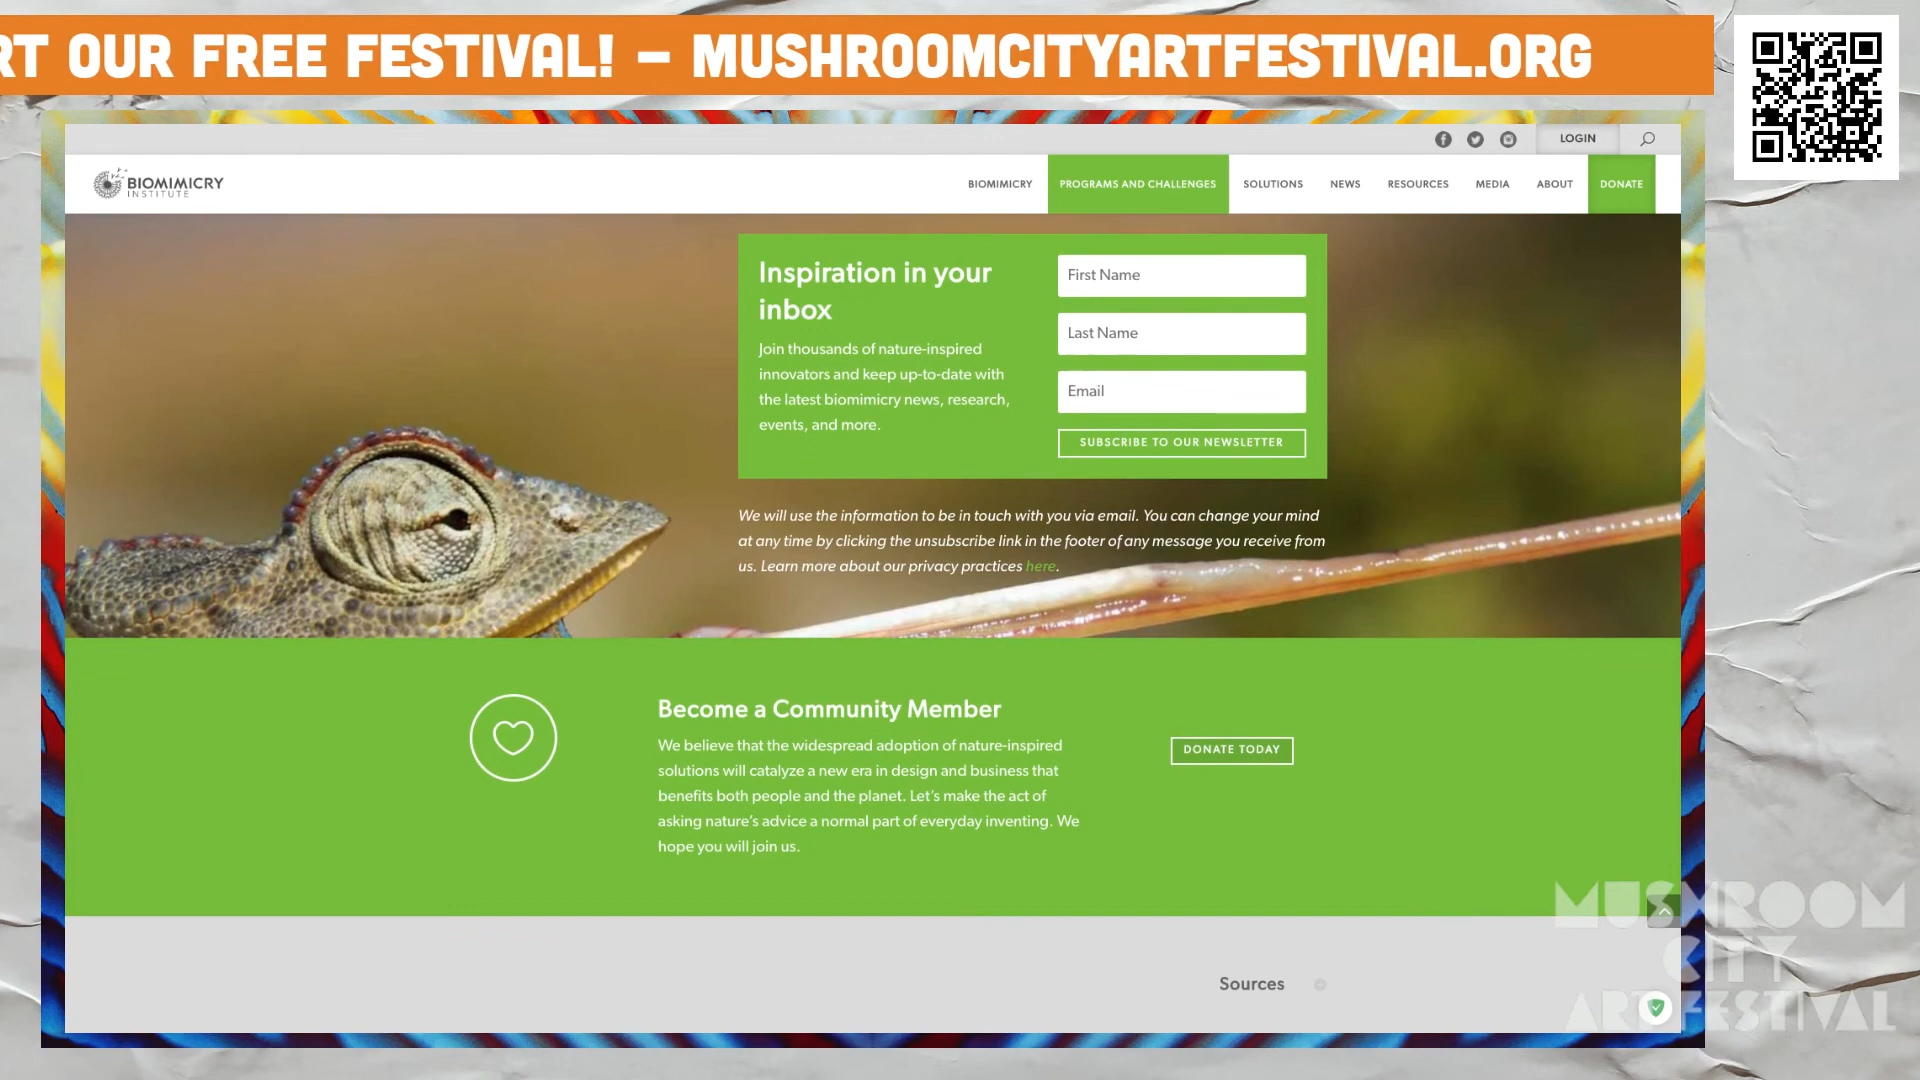 RT OUR FREE FESTIVAL! – MUSHROOMCITYARTFESTIVAL.ORG
LOGIN
BIOMIMICRY
INSTITUTE
BIOMIMICRY
PROGRAMS AND CHALLENGES
SOLUTIONS
NEWS
RESOURCES
MEDIA
ABOUT
DONATE
Inspiration in your
inbox
Join thousands of nature-inspired
innovators and keep up-to-date with
the latest biomimicry news, research,
events, and more.
First Name
Last Name
Email
SUBSCRIBE TO OUR NEWSLETTER
We will use the information to be in touch with you via email. You can change your mind
at any time by clicking the unsubscribe link in the footer of any message you receive from
us. Learn more about our privacy practices here.
Become a Community Member
We believe that the widespread adoption of nature-inspired
solutions will catalyze a new era in design and business that
benefits both people and the planet. Let's make the act of
asking nature's advice a normal part of everyday inventing. We
hope you will join us.
DONATE TODAY
Sources
MUSHROOM
CITY
ART FESTIVAL